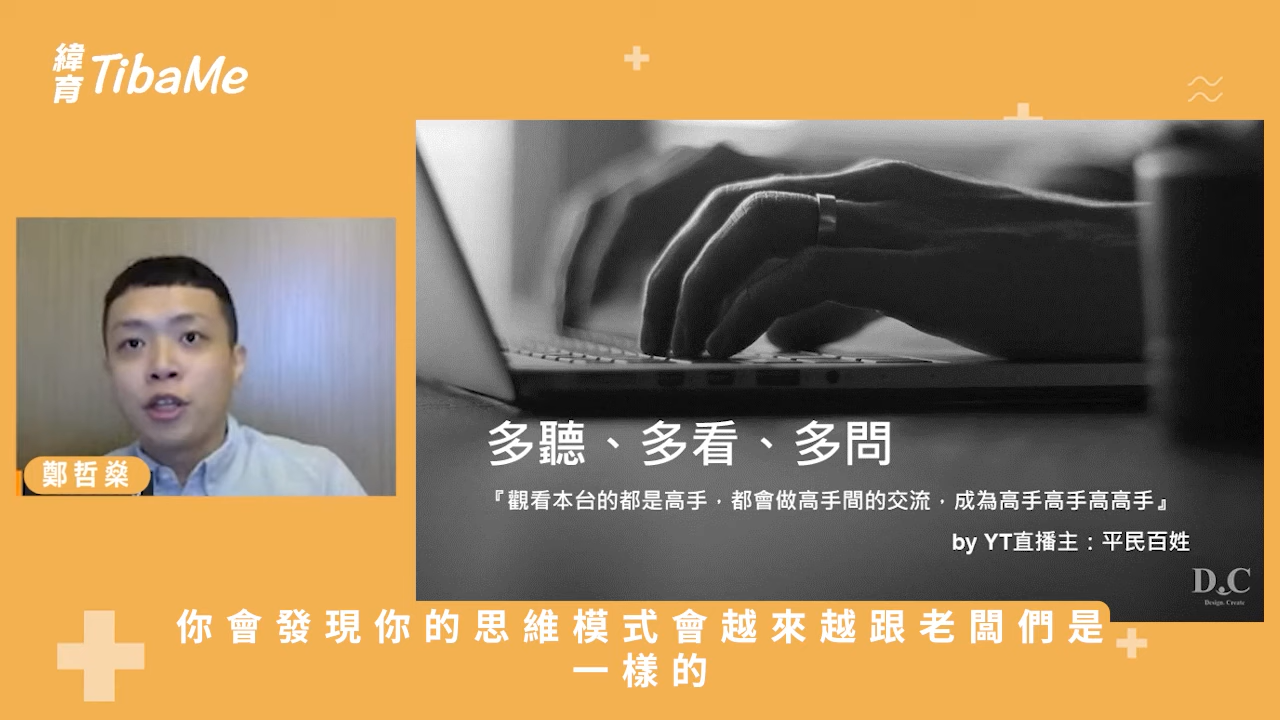 緯育 TibaMe
鄭哲燊
多聽、多看、多問
『觀看本台的都是高手，都會做高手間的交流，成為高手高手高高手』
by YT直播主：平民百姓
D.C
Design. Create
你會發現你的思維模式會越來越跟老闆們是
一樣的